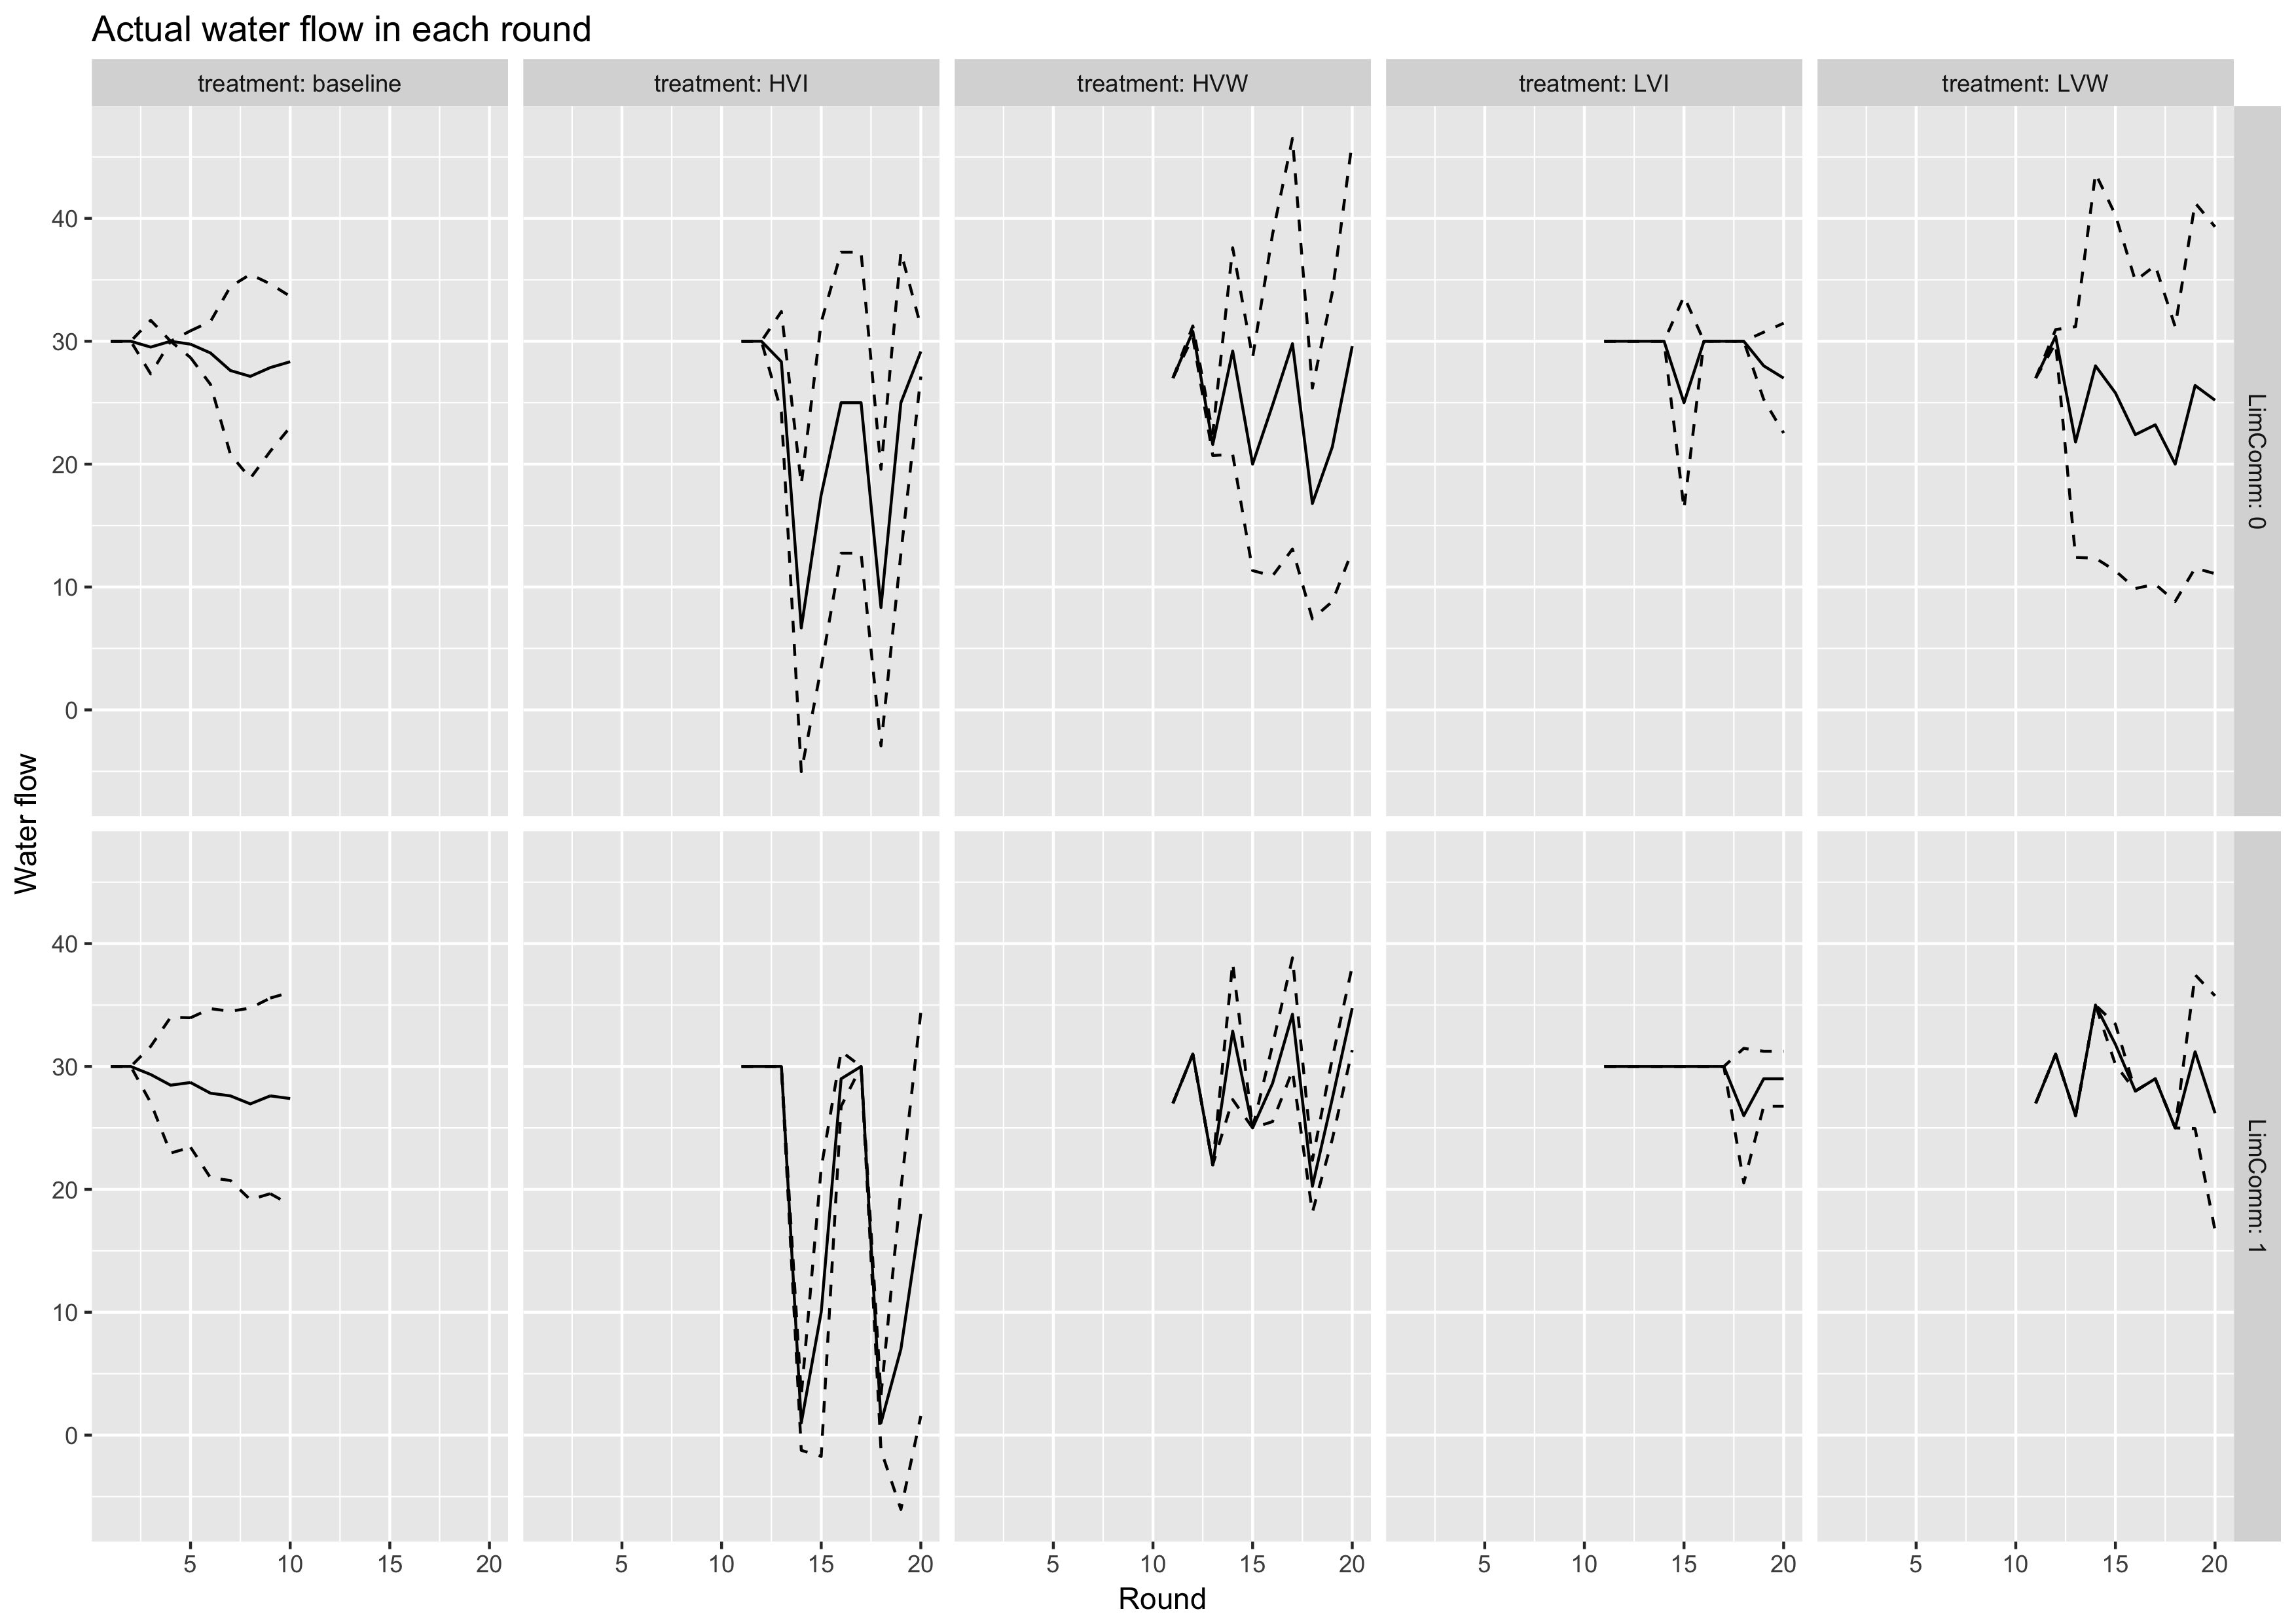 Actual water flow in each round
treatment: baseline
treatment: HVI
treatment: HVW
treatment: LVI
treatment: LVW
40
30
20
10
0
LimComm: 0
Water flow
40
30
20
10
0
LimComm: 1
5 10 15 20
5 10 15 20
5 10 15 20
5 10 15 20
5 10 15 20
Round